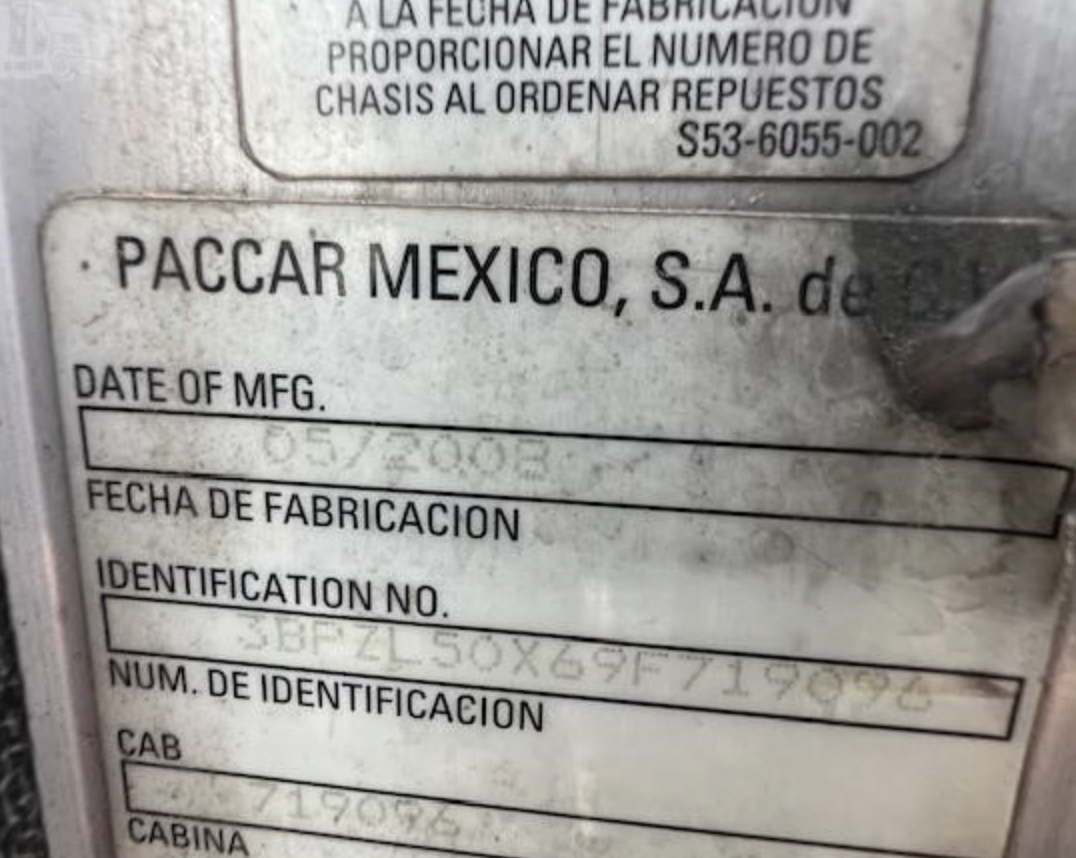 A LA FECHA DE FABRICACION
PROPORCIONAR EL NUMERO DE
CHASIS AL ORDENAR REPUESTOS
S53-6055-002
PACCAR MEXICO, S.A. de
DATE OF MFG.
05/2008
FECHA DE FABRICACION
IDENTIFICATION NO.
3BPZL50X69F719096
NUM. DE IDENTIFICACION
CAB
719096
CABINA